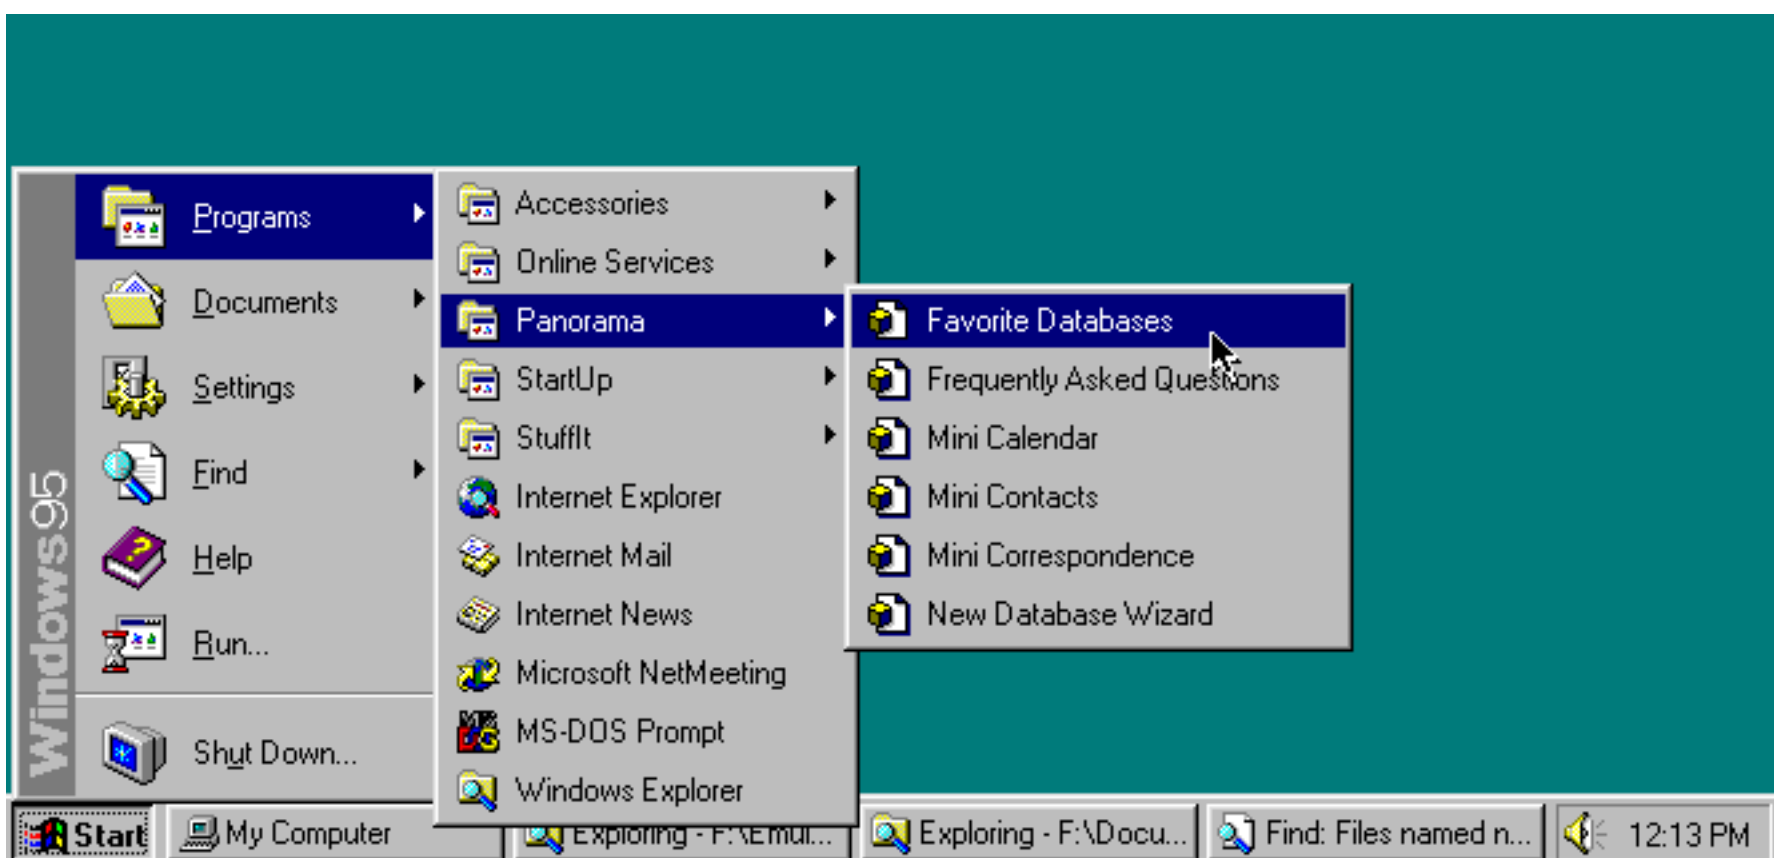 Windows95
Programs
Documents
Settings
Find
Help
Run...
Shut Down...
Accessories
Online Services
Panorama
StartUp
StuffIt
Internet Explorer
Internet Mail
Internet News
Microsoft NetMeeting
MS-DOS Prompt
Windows Explorer
Favorite Databases
Frequently Asked Questions
Mini Calendar
Mini Contacts
Mini Correspondence
New Database Wizard
Start
My Computer
Exploring - F:\Emul...
Exploring - F:\Docu...
Find: Files named n...
12:13 PM